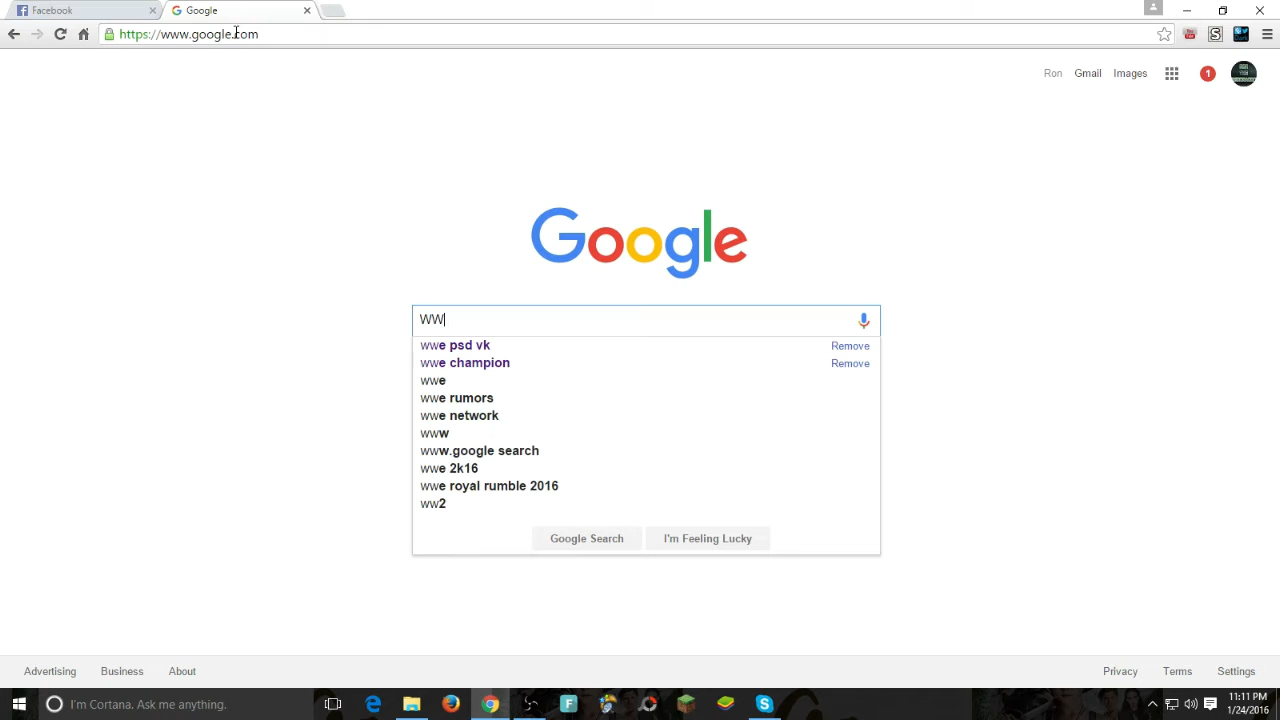 Facebook
Google
https://www.google.com
Ron Gmail Images 1
Google
WW
wwe psd vk Remove
wwe champion Remove
wwe
wwe rumors
wwe network
www
www.google search
wwe 2k16
wwe royal rumble 2016
ww2
Google Search I'm Feeling Lucky
Advertising Business About Privacy Terms Settings
I'm Cortana. Ask me anything.
11:11 PM
1/24/2016